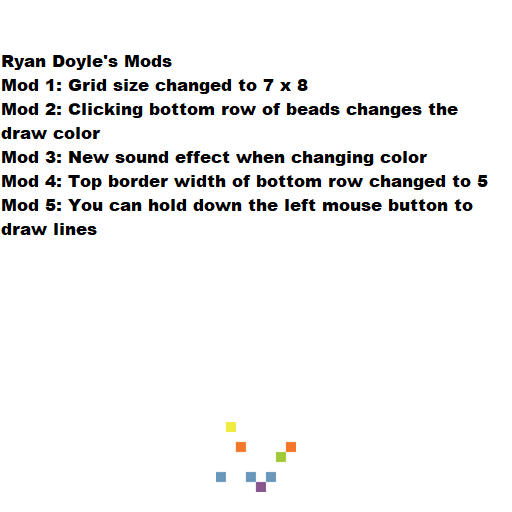 Ryan Doyle's Mods
Mod 1: Grid size changed to 7 x 8
Mod 2: Clicking bottom row of beads changes the
draw color
Mod 3: New sound effect when changing color
Mod 4: Top border width of bottom row changed to 5
Mod 5: You can hold down the left mouse button to
draw lines